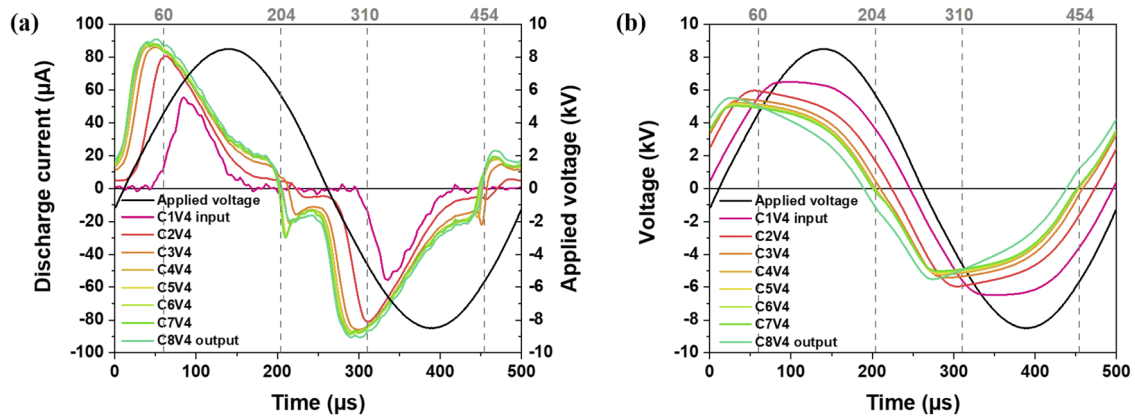 (a)
60 204 310 454
Discharge current (µA)
100
80
60
40
20
0
-20
-40
-60
-80
-100
10
8
6
4
2
0
-2
-4
-6
-8
-10
Applied voltage (kV)
Applied voltage
C1V4 input
C2V4
C3V4
C4V4
C5V4
C6V4
C7V4
C8V4 output
0 100 200 300 400 500
Time (µs)
(b)
60 204 310 454
Voltage (kV)
10
8
6
4
2
0
-2
-4
-6
-8
-10
Applied voltage
C1V4 input
C2V4
C3V4
C4V4
C5V4
C6V4
C7V4
C8V4 output
0 100 200 300 400 500
Time (µs)